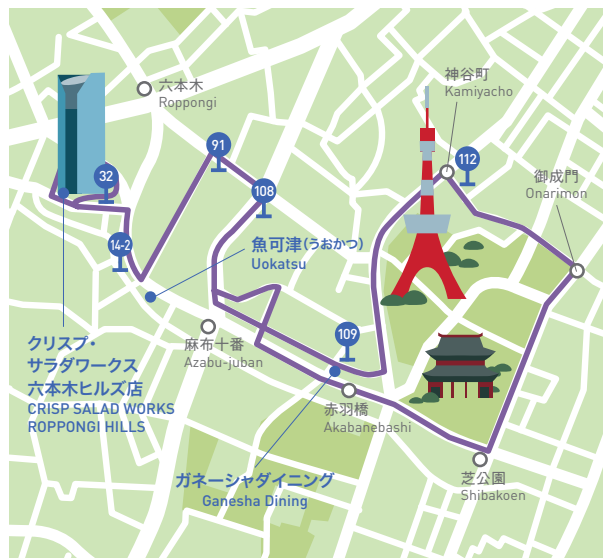 六本木
Roppongi
神谷町
Kamiyacho
91
112
32
108
御成門
Onarimon
14-2
魚可津(うおかつ)
Uokatsu
109
麻布十番
Azabu-juban
クリスプ・
サラダワークス
六本木ヒルズ店
CRISP SALAD WORKS
ROPPONGI HILLS
赤羽橋
Akabanebashi
ガネーシャダイニング
Ganesha Dining
芝公園
Shibakoen